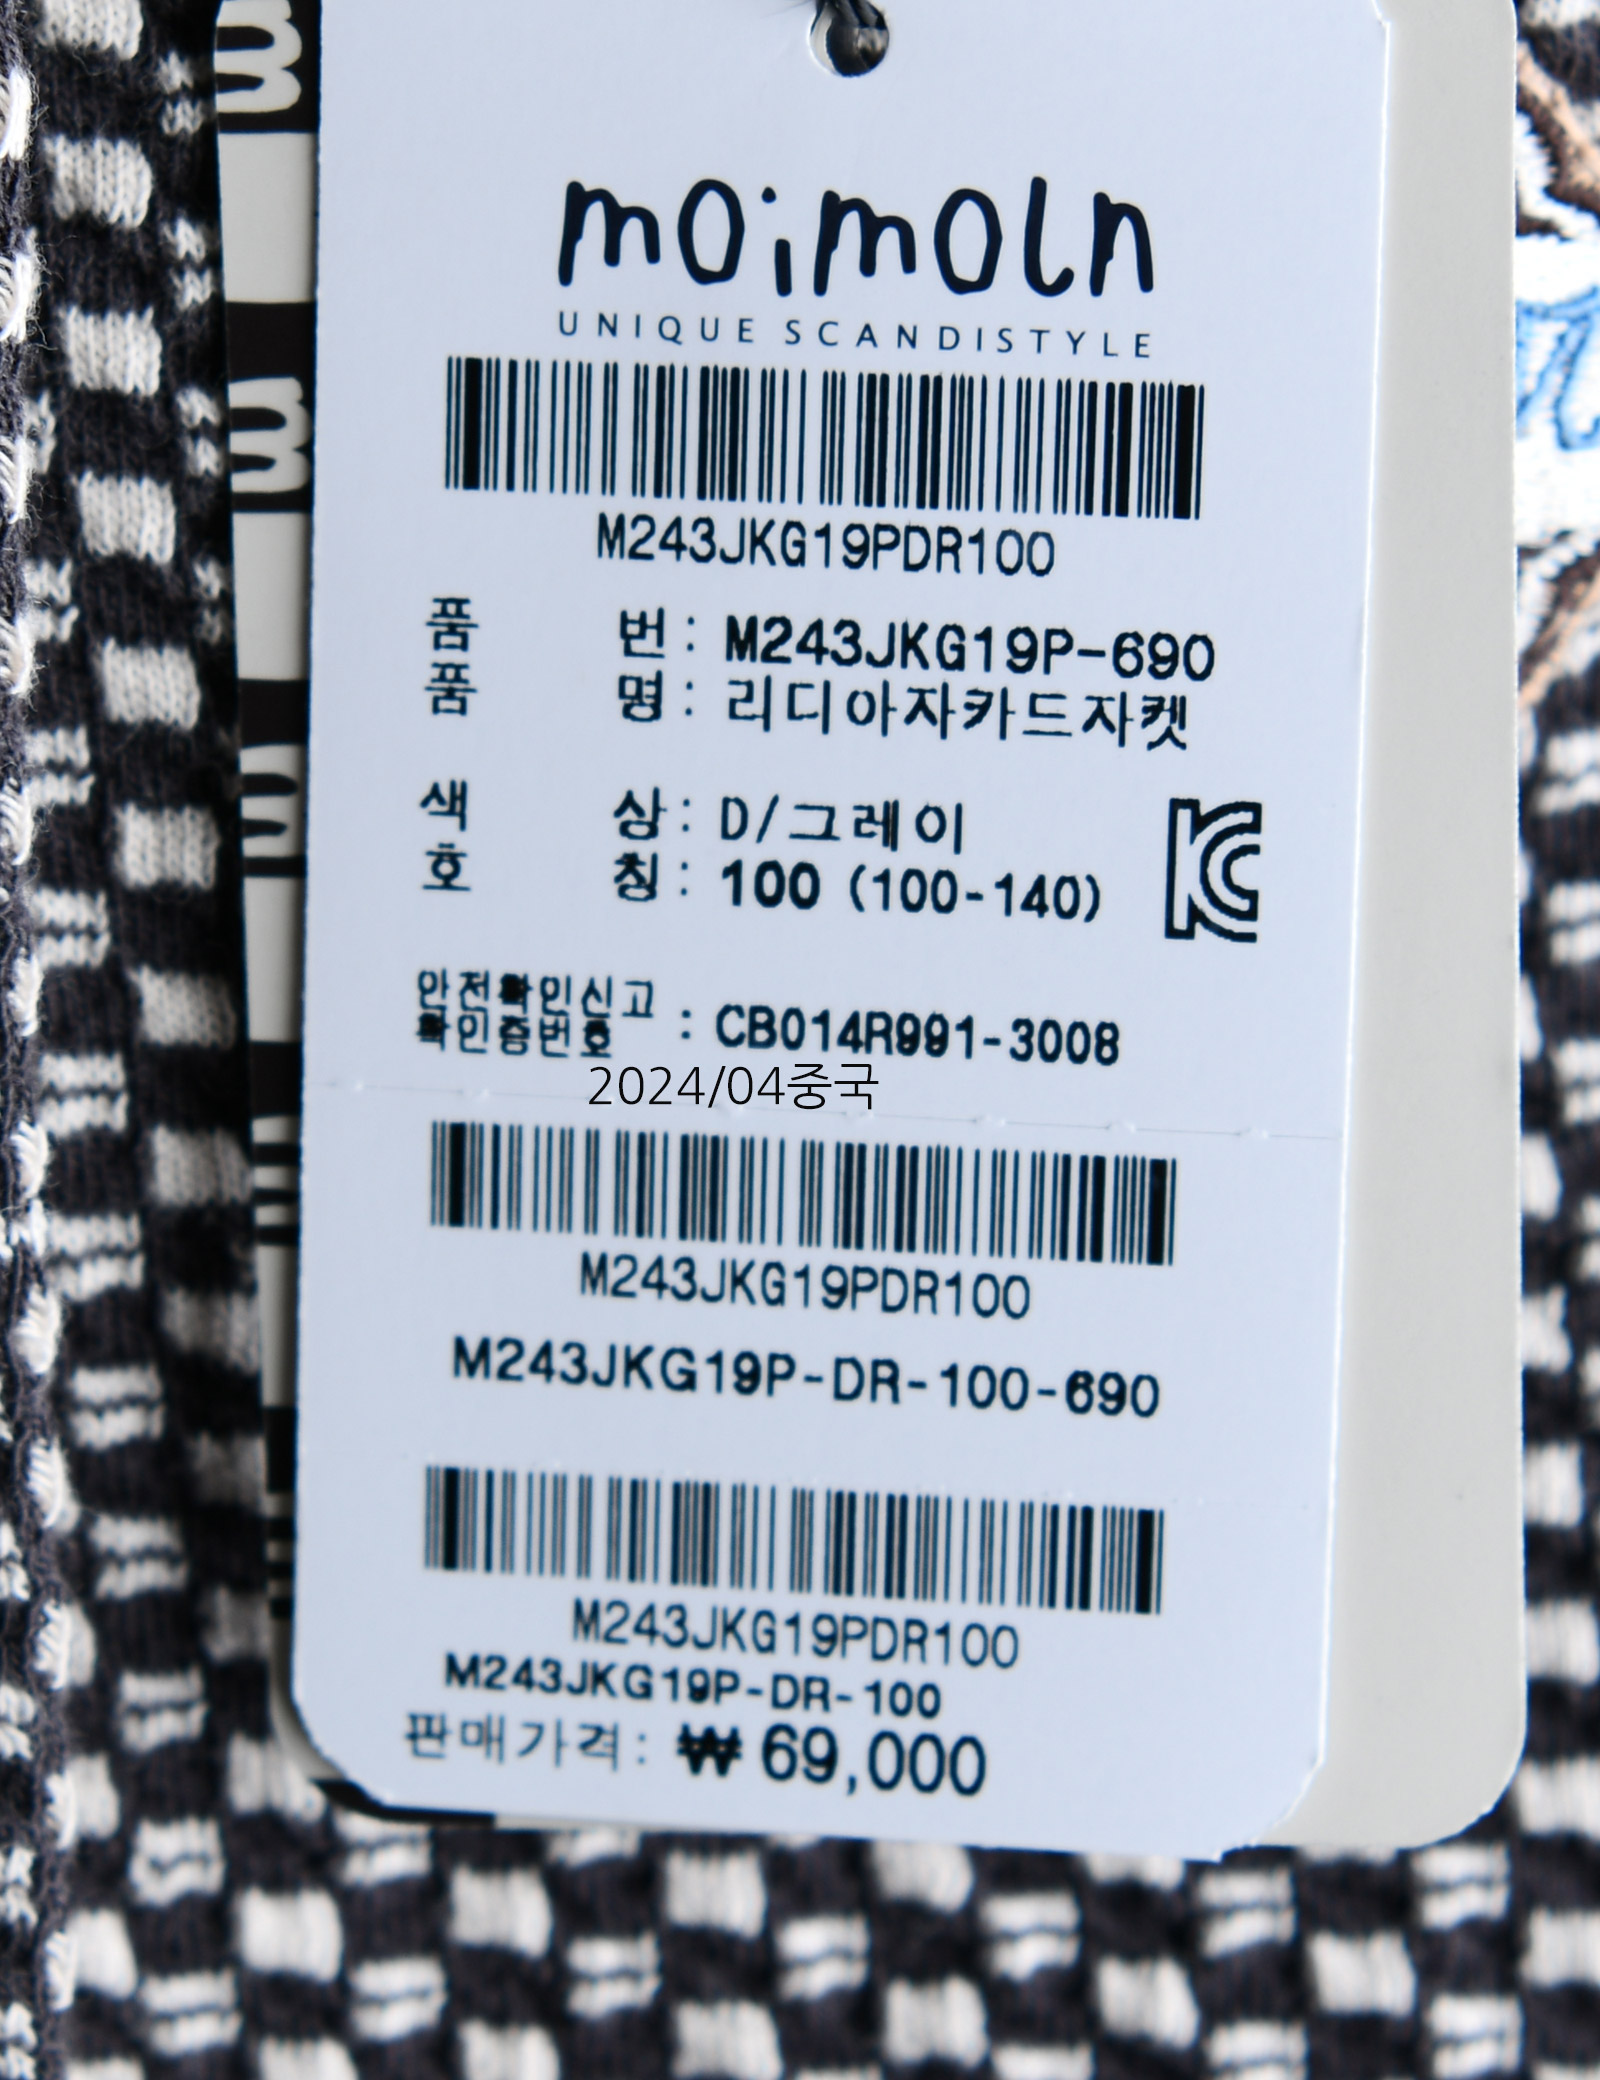 moimoln
UNIQUE SCANDISTYLE
M243JKG19PDR100
품 번 : M243JKG19P-690
품 명 : 리디아자카드자켓
색 상 : D/그레이
호 칭 : 100 (100-140)
안전확인신고
확인증번호 : CB014R991-3008
2024/04중국
M243JKG19PDR100
M243JKG19P-DR-100-690
M243JKG19PDR100
M243JKG19P-DR-100
판매가격 : ₩ 69,000